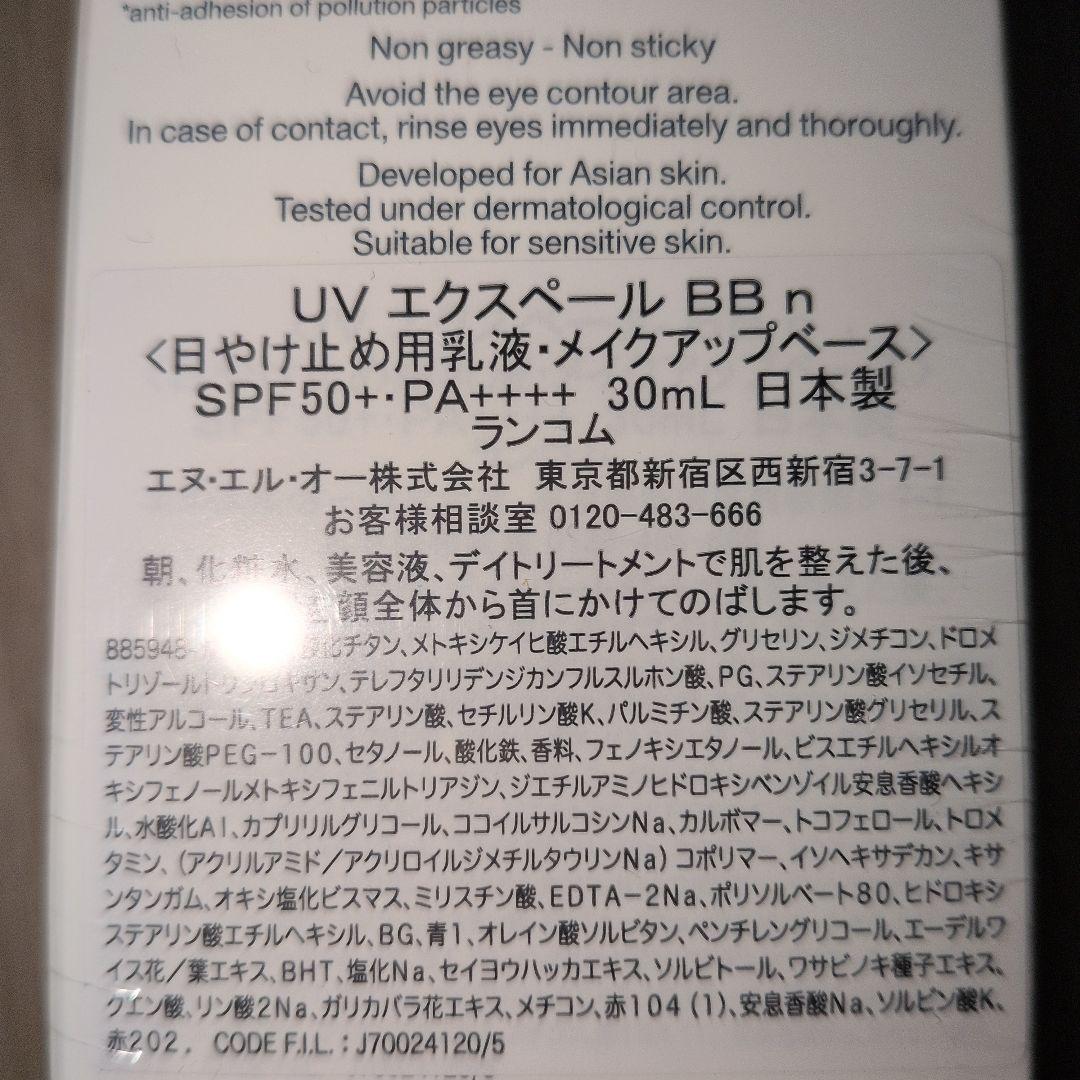 *anti-adhesion of pollution particles
Non greasy - Non sticky
Avoid the eye contour area.
In case of contact, rinse eyes immediately and thoroughly.
Developed for Asian skin.
Tested under dermatological control.
Suitable for sensitive skin.
UV エクスペール BB n
<日やけ止め用乳液・メイクアップベース>
SPF50+・PA++++ 30mL 日本製
ランコム
エヌ・エル・オー株式会社 東京都新宿区西新宿3-7-1
お客様相談室 0120-483-666
朝、化粧水、美容液、デイトリートメントで肌を整えた後、
顔全体から首にかけてのばします。
885948 チタン、メトキシケイヒ酸エチルヘキシル、グリセリン、ジメチコン、ドロメ
トリゾールトリシロキサン、テレフタリリデンジカンフルスルホン酸、PG、ステアリン酸イソセチル、
変性アルコール、TEA、ステアリン酸、セチルリン酸K、パルミチン酸、ステアリン酸グリセリル、ス
テアリン酸PEG-100、セタノール、酸化鉄、香料、フェノキシエタノール、ビスエチルヘキシルオ
キシフェノールメトキシフェニルトリアジン、ジエチルアミノヒドロキシベンゾイル安息香酸ヘキシ
ル、水酸化Al、カプリリルグリコール、ココイルサルコシンNa、カルボマー、トコフェロール、トロメ
タミン、(アクリルアミド/アクリロイルジメチルタウリンNa)コポリマー、イソヘキサデカン、キサ
ンタンガム、オキシ塩化ビスマス、ミリスチン酸、EDTA-2Na、ポリソルベート80、ヒドロキシ
ステアリン酸エチルヘキシル、BG、青1、オレイン酸ソルビタン、ペンチレングリコール、エーデルワ
イス花/葉エキス、BHT、塩化Na、セイヨウハッカエキス、ソルビトール、ワサビノキ種子エキス、
クエン酸、リン酸2Na、ガリカバラ花エキス、メチコン、赤104(1)、安息香酸Na、ソルビン酸K、
赤202. CODE F.I.L. : J70024120/5